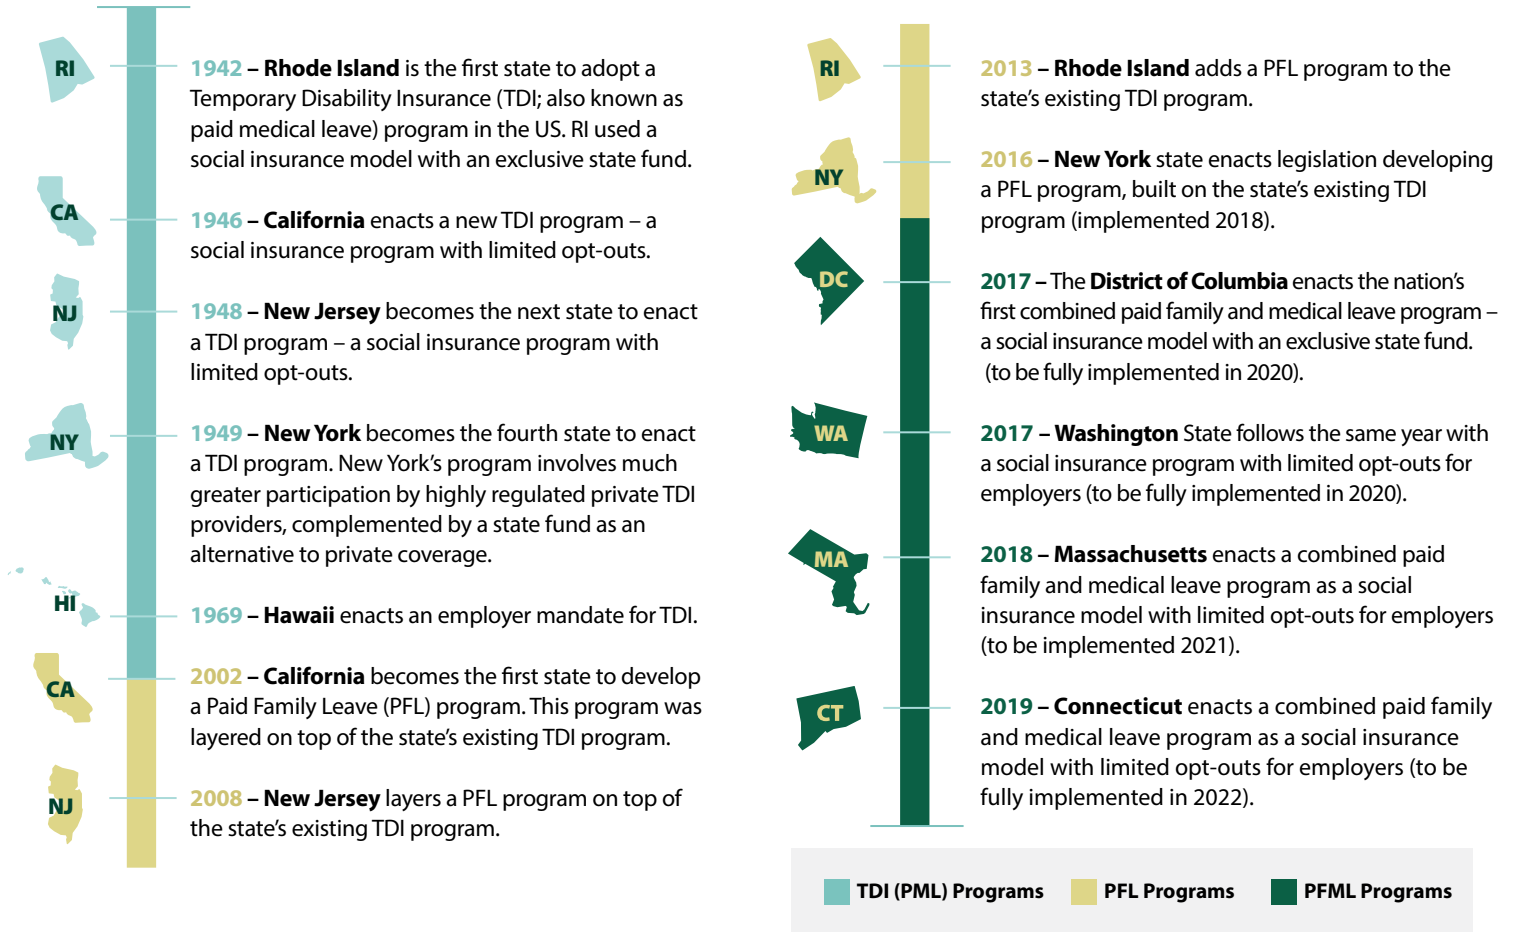 RI
1942 – Rhode Island is the first state to adopt a
Temporary Disability Insurance (TDI; also known as
paid medical leave) program in the US. RI used a
social insurance model with an exclusive state fund.
CA
1946 – California enacts a new TDI program – a
social insurance program with limited opt-outs.
NJ
1948 – New Jersey becomes the next state to enact
a TDI program – a social insurance program with
limited opt-outs.
NY
1949 – New York becomes the fourth state to enact
a TDI program. New York's program involves much
greater participation by highly regulated private TDI
providers, complemented by a state fund as an
alternative to private coverage.
HI
1969 – Hawaii enacts an employer mandate for TDI.
CA
2002 – California becomes the first state to develop
a Paid Family Leave (PFL) program. This program was
layered on top of the state's existing TDI program.
NJ
2008 – New Jersey layers a PFL program on top of
the state's existing TDI program.
RI
2013 – Rhode Island adds a PFL program to the
state's existing TDI program.
NY
2016 – New York state enacts legislation developing
a PFL program, built on the state's existing TDI
program (implemented 2018).
DC
2017 – The District of Columbia enacts the nation's
first combined paid family and medical leave program –
a social insurance model with an exclusive state fund.
(to be fully implemented in 2020).
WA
2017 – Washington State follows the same year with
a social insurance program with limited opt-outs for
employers (to be fully implemented in 2020).
MA
2018 – Massachusetts enacts a combined paid
family and medical leave program as a social
insurance model with limited opt-outs for employers
(to be implemented 2021).
CT
2019 – Connecticut enacts a combined paid family
and medical leave program as a social insurance
model with limited opt-outs for employers (to be
fully implemented in 2022).
TDI (PML) Programs
PFL Programs
PFML Programs